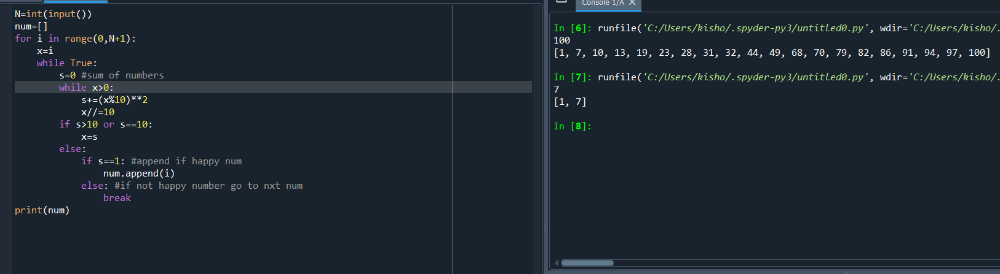 N=int(input())
num=[]
for i in range(0,N+1):
    x=i
    while True:
        s=0 #sum of numbers
        while x>0:
            s+=(x%10)**2
            x//=10
        if s>10 or s==10:
            x=s
        else:
            if s==1: #append if happy num
                num.append(i)
            else: #if not happy number go to nxt num
                break
print(num)
Console 1/A X
In [6]: runfile('C:/Users/kisho/.spyder-py3/untitled0.py', wdir='C:/Users/kisho/.
100
[1, 7, 10, 13, 19, 23, 28, 31, 32, 44, 49, 68, 70, 79, 82, 86, 91, 94, 97, 100]
In [7]: runfile('C:/Users/kisho/.spyder-py3/untitled0.py', wdir='C:/Users/kisho/.
7
[1, 7]
In [8]: